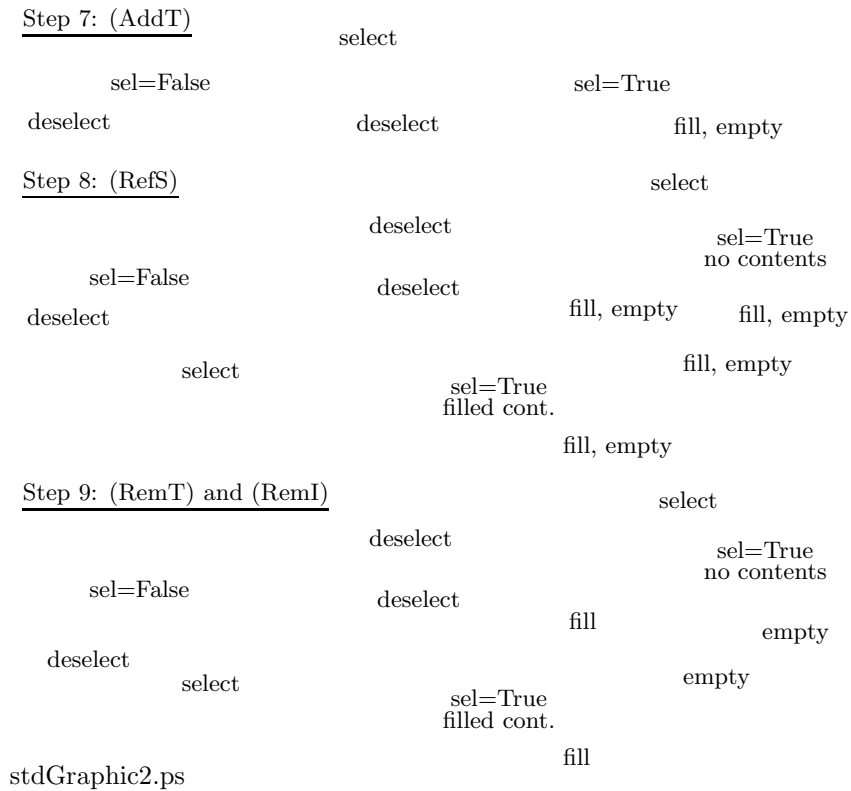 Step 7: (AddT)
select
sel=False
sel=True
deselect
deselect
fill, empty
Step 8: (RefS)
select
deselect
sel=True
no contents
sel=False
deselect
fill, empty
fill, empty
deselect
fill, empty
select
sel=True
filled cont.
fill, empty
Step 9: (RemT) and (RemI)
select
deselect
sel=True
no contents
sel=False
deselect
fill
empty
deselect
empty
select
sel=True
filled cont.
fill
stdGraphic2.ps